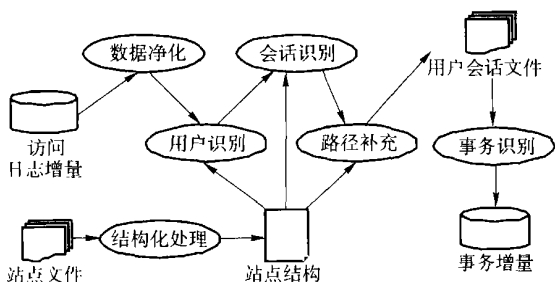 数据净化
会话识别
用户会话文件
访问
日志增量
用户识别
路径补充
事务识别
站点文件
结构化处理
站点结构
事务增量